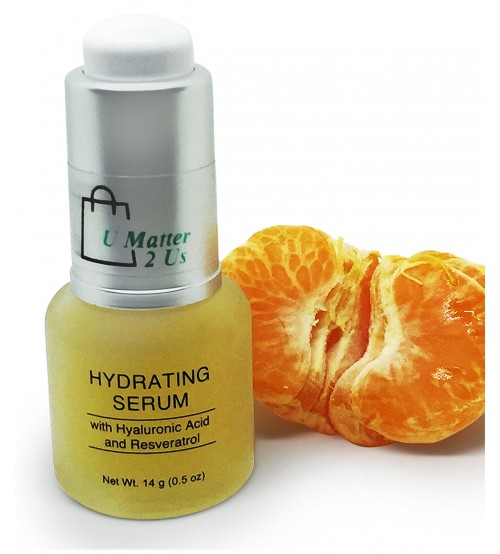 U Matter
2 Us
HYDRATING
SERUM
with Hyaluronic Acid
and Resveratrol
Net Wt. 14 g (0.5 oz)